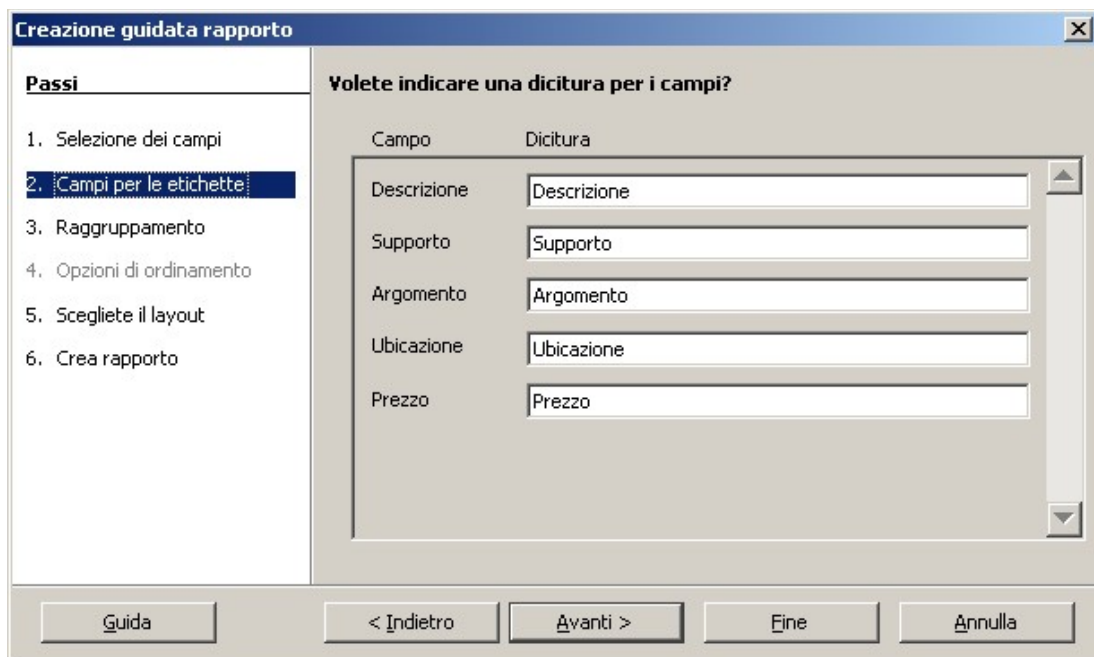 Creazione guidata rapporto
Passi
1. Selezione dei campi
2. Campi per le etichette
3. Raggruppamento
4. Opzioni di ordinamento
5. Scegliete il layout
6. Crea rapporto
Volete indicare una dicitura per i campi?
Campo Dicitura
Descrizione Descrizione
Supporto Supporto
Argomento Argomento
Ubicazione Ubicazione
Prezzo Prezzo
Guida < Indietro Avanti > Fine Annulla